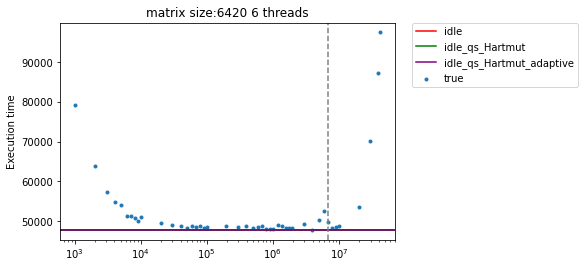 matrix size:6420 6 threads
Execution time
90000
80000
70000
60000
50000
10³
10⁴
10⁵
10⁶
10⁷
idle
idle_qs_Hartmut
idle_qs_Hartmut_adaptive
true